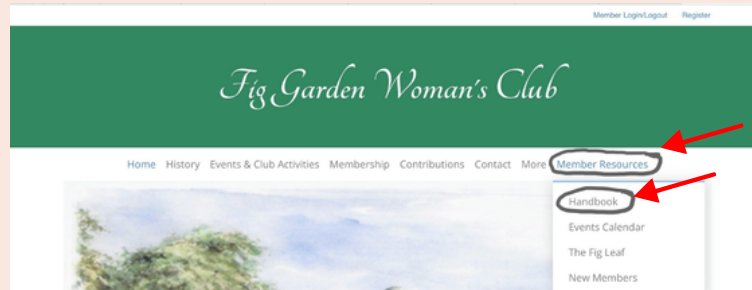 Member Login/Logout Register
Fig Garden Woman's Club
Home History Events & Club Activities Membership Contributions Contact More Member Resources
Handbook
Events Calendar
The Fig Leaf
New Members